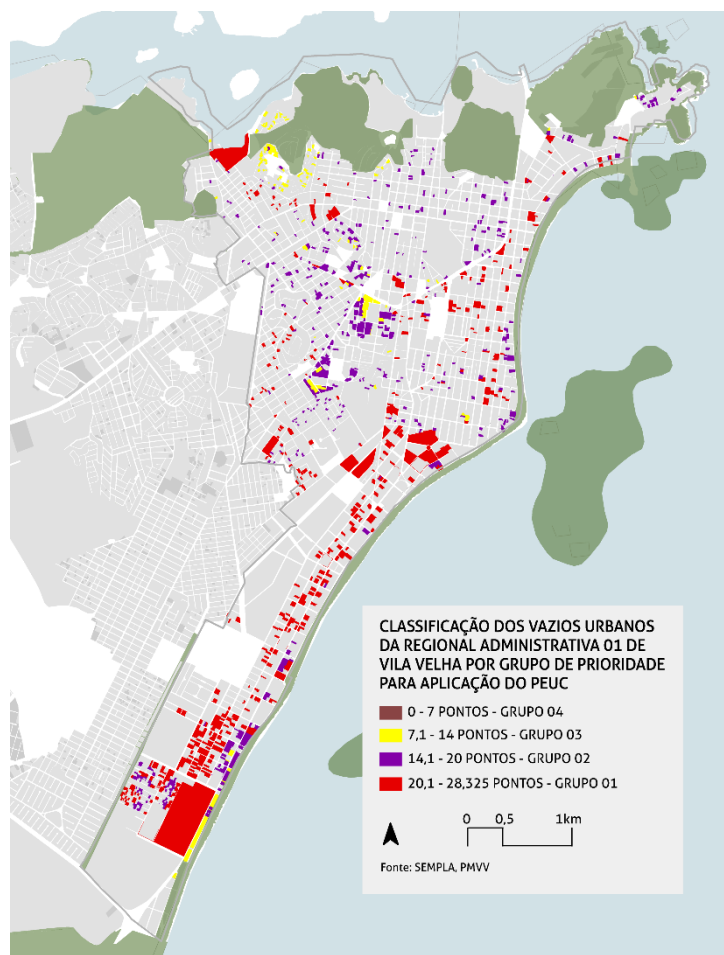 CLASSIFICAÇÃO DOS VAZIOS URBANOS
DA REGIONAL ADMINISTRATIVA 01 DE
VILA VELHA POR GRUPO DE PRIORIDADE
PARA APLICAÇÃO DO PEUC
0 - 7 PONTOS - GRUPO 04
7,1 - 14 PONTOS - GRUPO 03
14,1 - 20 PONTOS - GRUPO 02
20,1 - 28,325 PONTOS - GRUPO 01
0 0,5 1km
Fonte: SEMPLA, PMVV